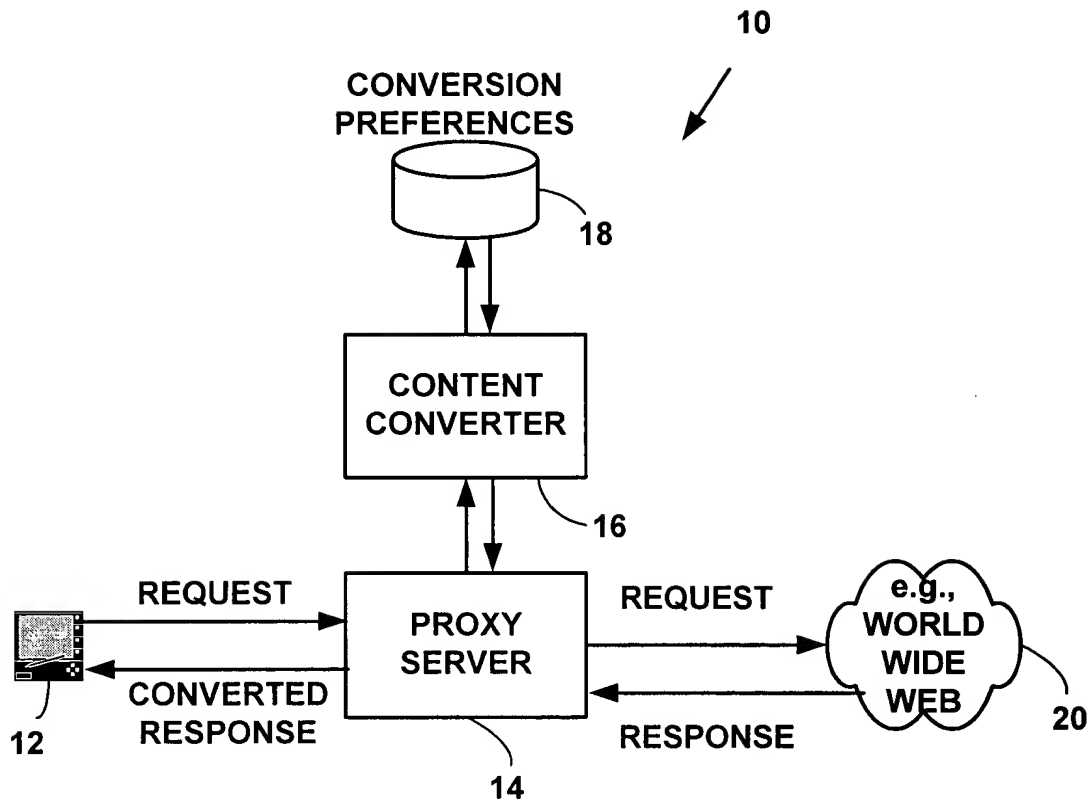 10
CONVERSION
PREFERENCES
18
CONTENT
CONVERTER
16
REQUEST
PROXY
SERVER
REQUEST
e.g.,
WORLD
WIDE
WEB
CONVERTED
RESPONSE
RESPONSE
12
14
20